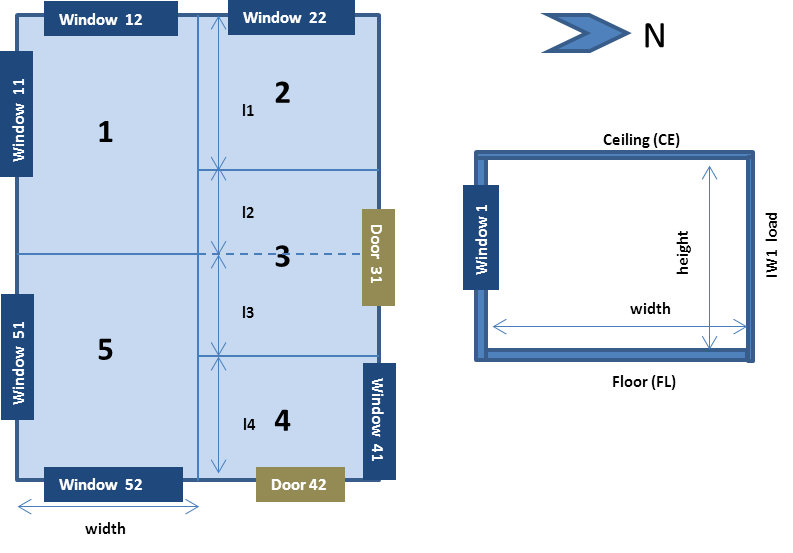 Window 12
Window 22
N
Window 11
1
2
l1
Ceiling (CE)
l2
3
Door 31
Window 1
height
IW1 load
width
Window 51
5
l3
Floor (FL)
l4
4
Window 41
Window 52
Door 42
width